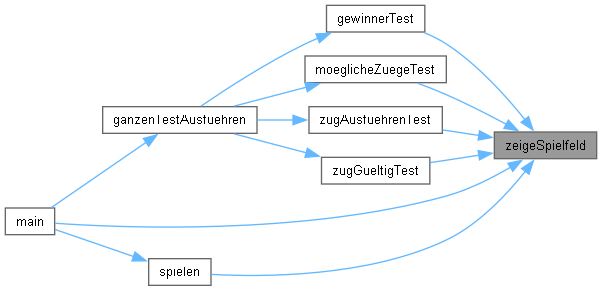 gewinnerTest
moeglicheZuegeTest
ganzenTestAusfuehren
zugAusfuehrenTest
zeigeSpielfeld
zugGueltigTest
main
spielen